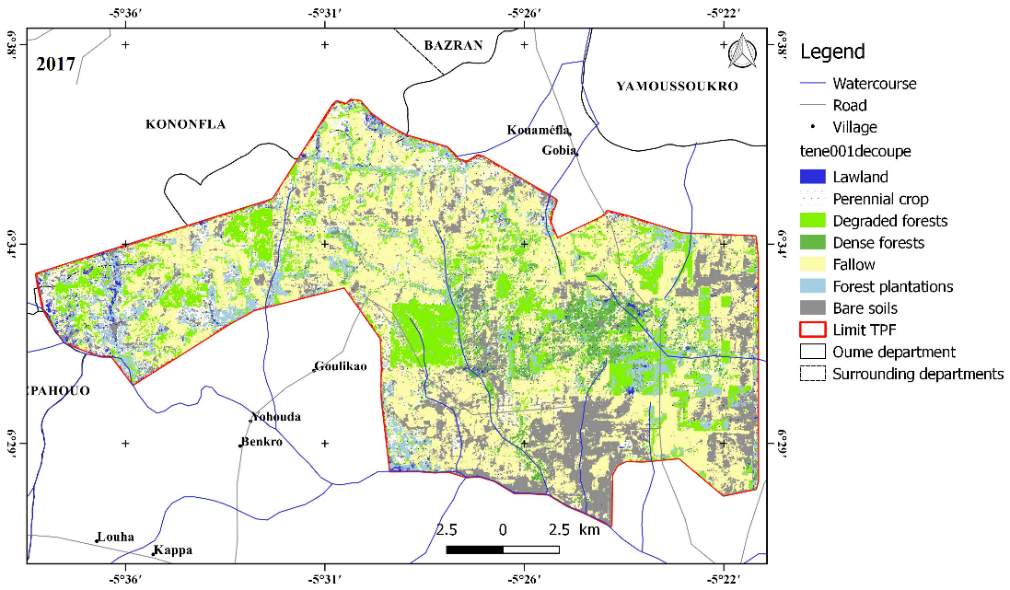 -5°36′ -5°31′ -5°26′ -5°22′
6°38′ 6°38′
2017
BAZRAN
YAMOUSSOUKRO
KONONFLA
Kouaméfla
Gobia
6°34′ 6°34′
EPAHOUO
Goulikao
Yohouda
Benkro
6°29′ 6°29′
Louha
Kappa
2.5 0 2.5 km
-5°36′ -5°31′ -5°26′ -5°22′
Legend
Watercourse
Road
Village
tene001decoupe
Lawland
Perennial crop
Degraded forests
Dense forests
Fallow
Forest plantations
Bare soils
Limit TPF
Oume department
Surrounding departments